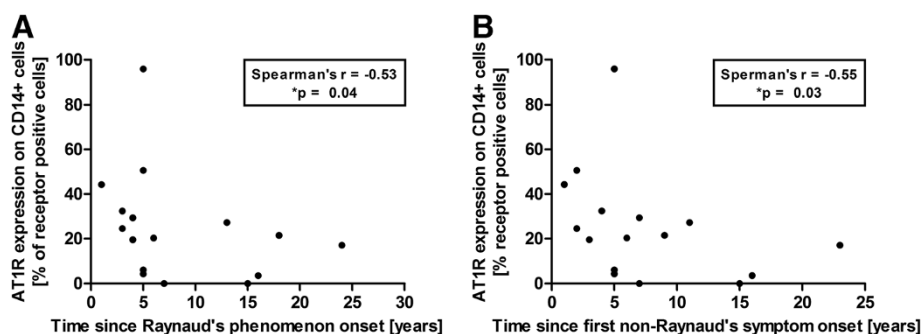 A
AT1R expression on CD14+ cells
[% of receptor positive cells]
100
80
60
40
20
0
Spearman's r = -0.53
*p = 0.04
0 5 10 15 20 25 30
Time since Raynaud's phenomenon onset [years]
B
AT1R expression on CD14+ cells
[% receptor positive cells]
100
80
60
40
20
0
Sperman's r = -0.55
*p = 0.03
0 5 10 15 20 25
Time since first non-Raynaud's symptom onset [years]